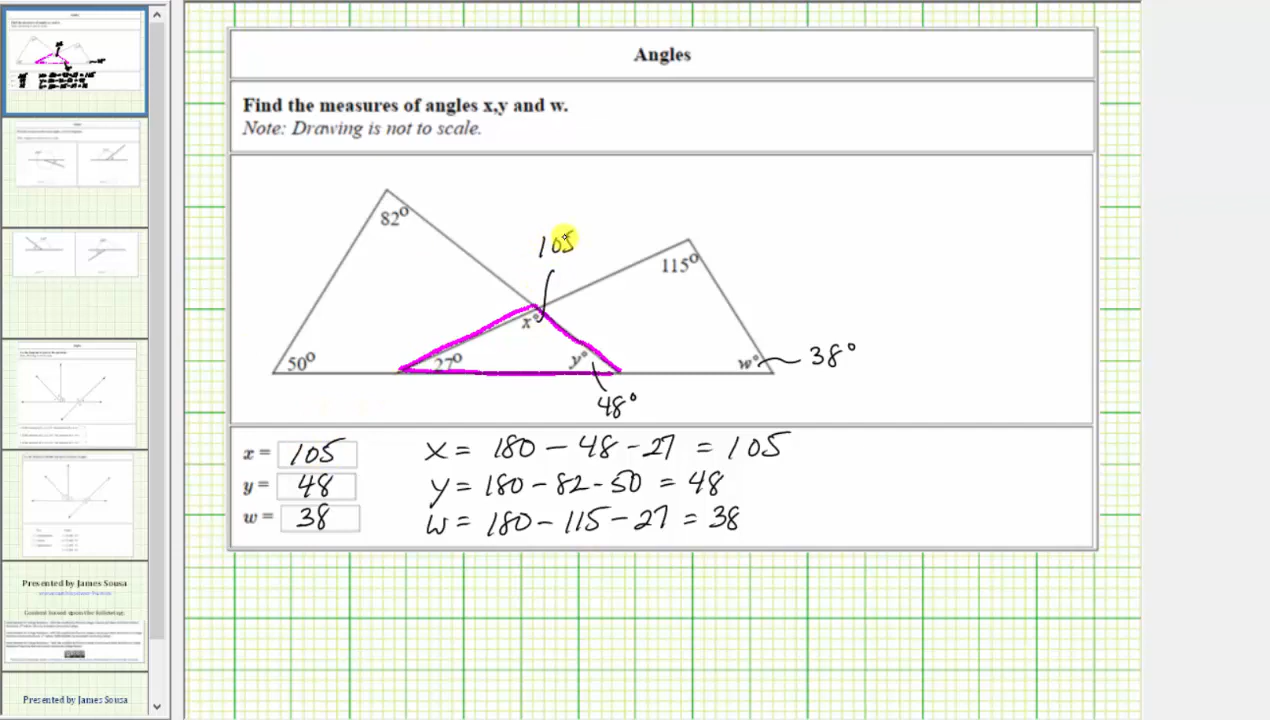 Angles
Find the measures of angles x,y and w.
Note: Drawing is not to scale.
82°
105
115°
x°
50°
27°
y°
w°
38°
48°
x = 105
x = 180 - 48 - 27 = 105
y = 48
y = 180 - 82 - 50 = 48
w = 38
w = 180 - 115 - 27 = 38
Presented by James Sousa
Presented by James Sousa